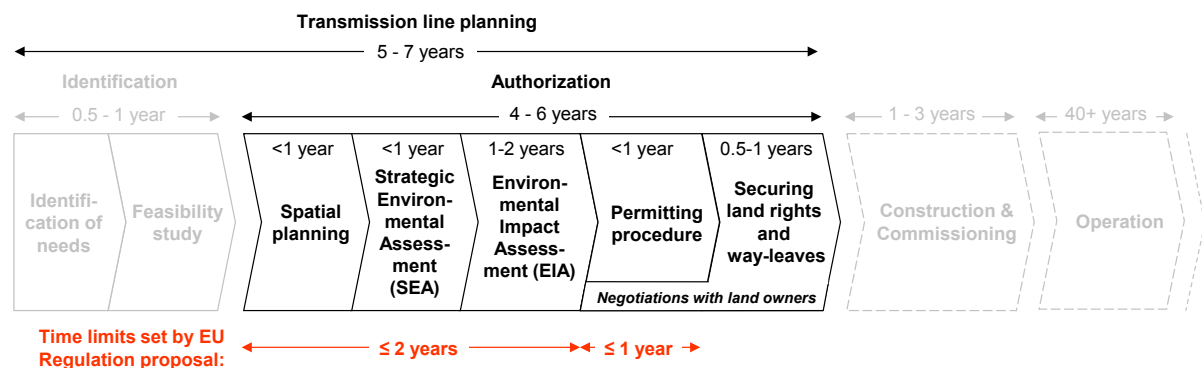 Transmission line planning
5 - 7 years
Identification
Authorization
0.5 - 1 year
4 - 6 years
1 - 3 years
40+ years
Identifi-
cation of
needs
Feasibility
study
<1 year
Spatial
planning
<1 year
Strategic
Environ-
mental
Assess-
ment
(SEA)
1-2 years
Environ-
mental
Impact
Assess-
ment (EIA)
<1 year
Permitting
procedure
0.5-1 years
Securing
land rights
and
way-leaves
Negotiations with land owners
Construction &
Commissioning
Operation
Time limits set by EU
Regulation proposal:
≤ 2 years
≤ 1 year